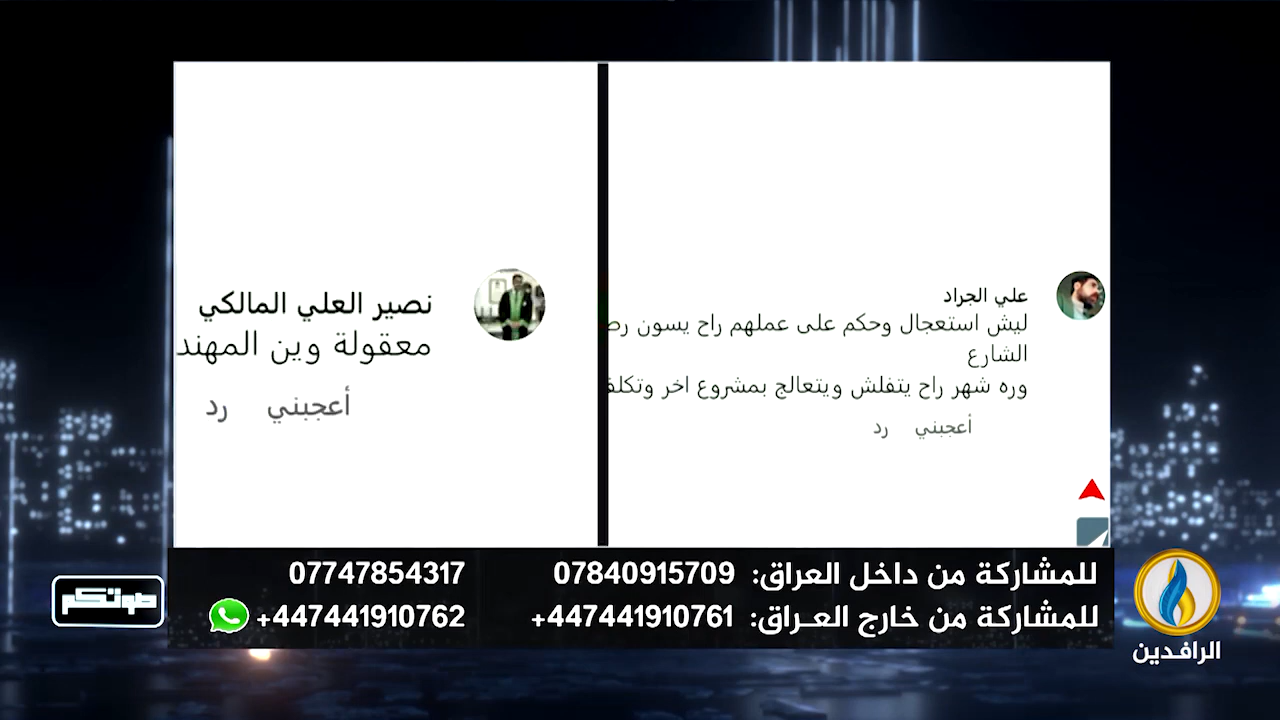 علي الجراد
ليش استعجال وحكم على عملهم راح يسون
الشارع
وره شهر راح يتفلش ويتعالج بمشروع اخر
أعجبني رد
نصير العلي المالكي
معقولة وين
أعجبني رد
للمشاركة من داخل العراق: 07840915709 07747854317
للمشاركة من خارج العـراق: 447441910761+ 447441910762+
صوتكم
الرافدين